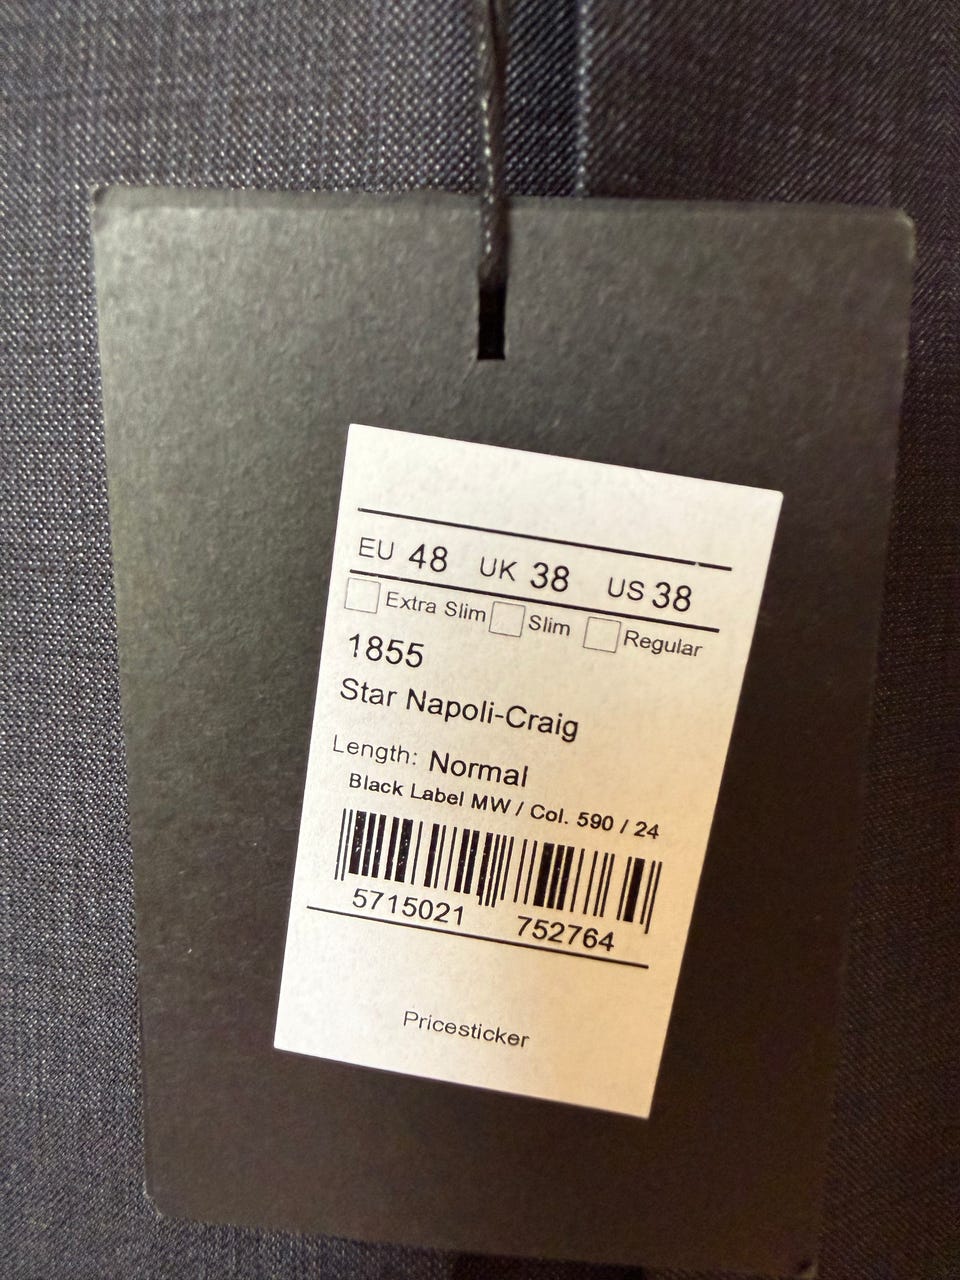 EU 48 UK 38 US 38
Extra Slim Slim Regular
1855
Star Napoli-Craig
Length: Normal
Black Label MW / Col. 590 / 24
5715021 752764
Pricesticker